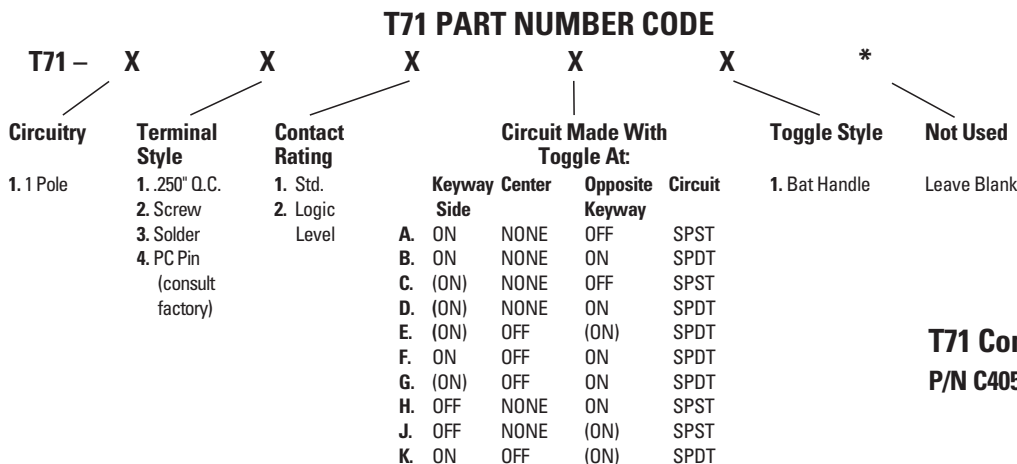 T71 PART NUMBER CODE
T71 – X X X X X *
Circuitry
1. 1 Pole
Terminal
Style
1. .250" Q.C.
2. Screw
3. Solder
4. PC Pin
(consult
factory)
Contact
Rating
1. Std.
2. Logic
Level
Circuit Made With
Toggle At:
Keyway Center Opposite Circuit
Side Keyway
A. ON NONE OFF SPST
B. ON NONE ON SPDT
C. (ON) NONE OFF SPST
D. (ON) NONE ON SPDT
E. (ON) OFF (ON) SPDT
F. ON OFF ON SPDT
G. (ON) OFF ON SPDT
H. OFF NONE ON SPST
J. OFF NONE (ON) SPST
K. ON OFF (ON) SPDT
Toggle Style
1. Bat Handle
Not Used
Leave Blank
T71
P/N